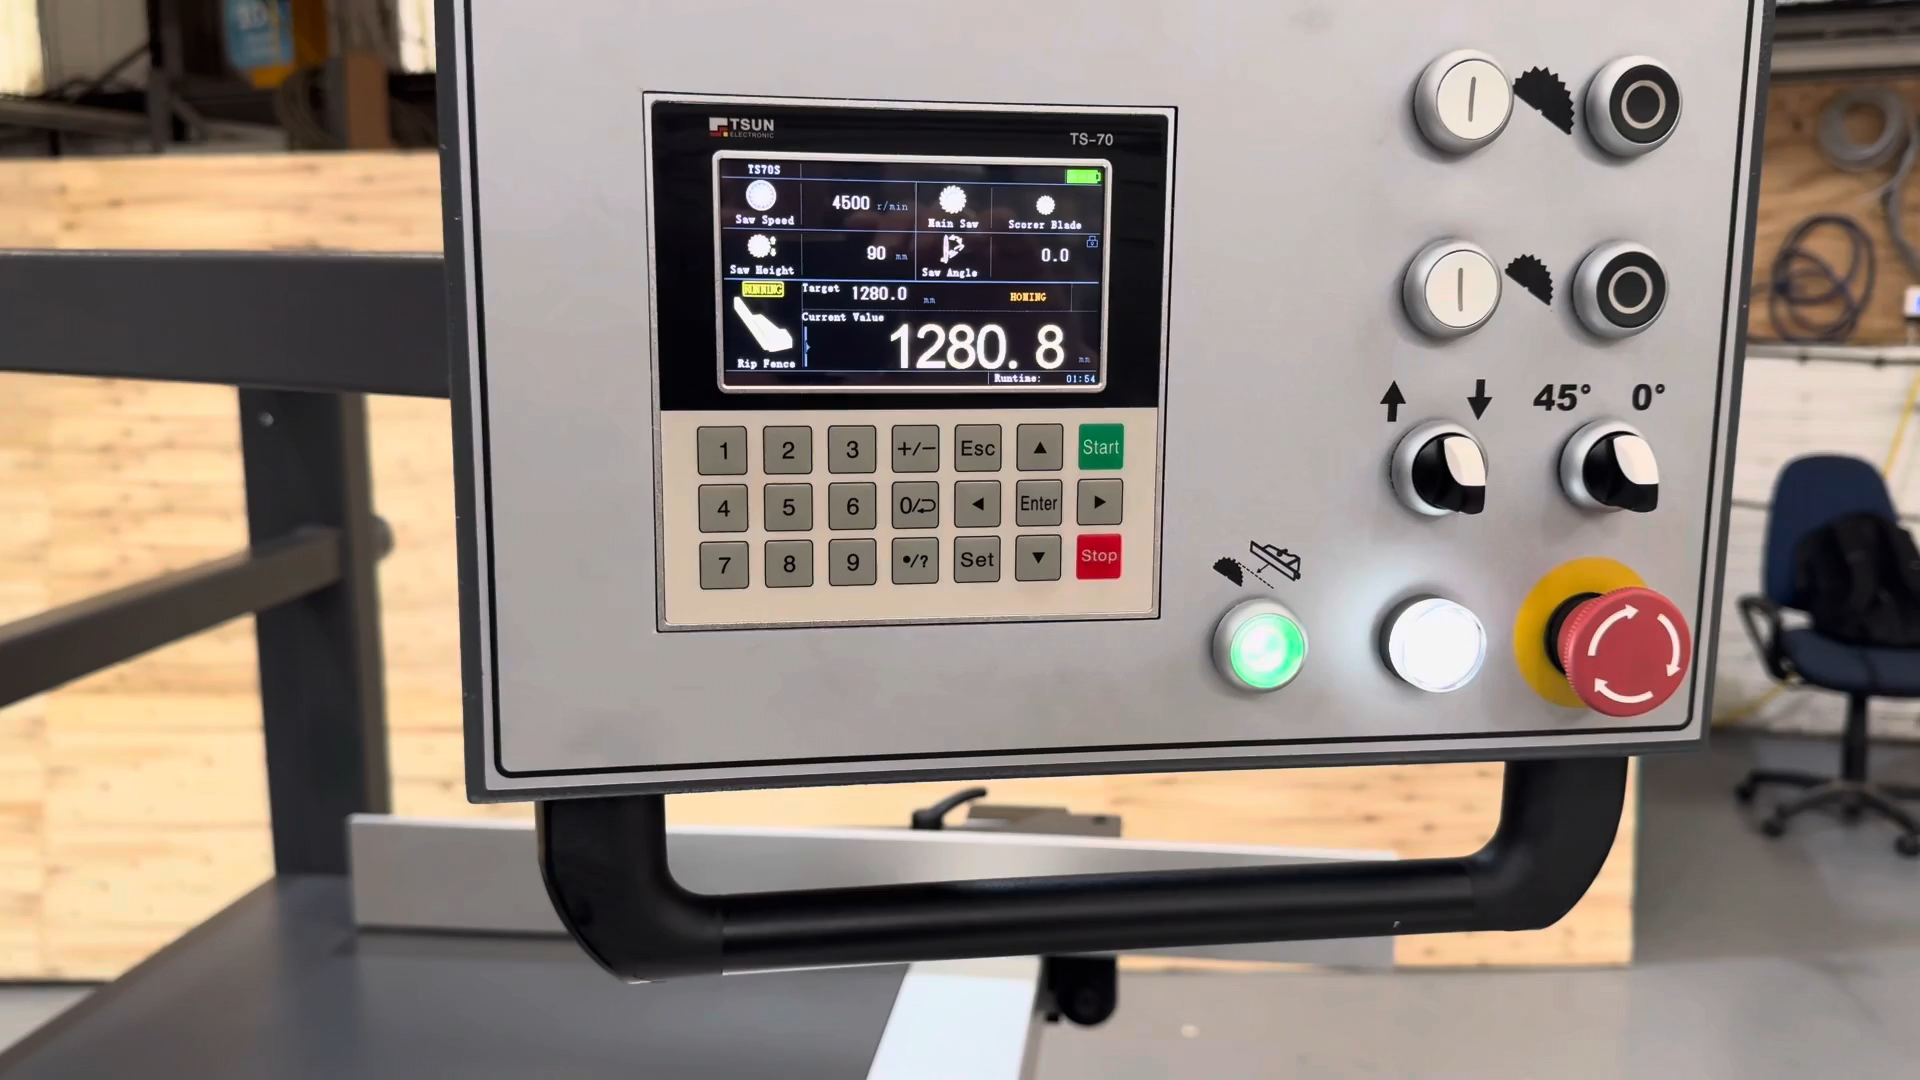 TSUN
ELECTRONIC
TS-70
TS70S
Saw Speed
4500 r/min
Main Saw
Scorer Blade
Saw Height
90 mm
Saw Angle
0.0
RUNNING
Target 1280.0 mm
HOMING
Current Value
1280.8 mm
Rip Fence
Runtime: 01:54
1 2 3 +/− Esc ▲ Start
4 5 6 0/⮌ ◄ Enter ►
7 8 9 •/? Set ▼ Stop
45° 0°